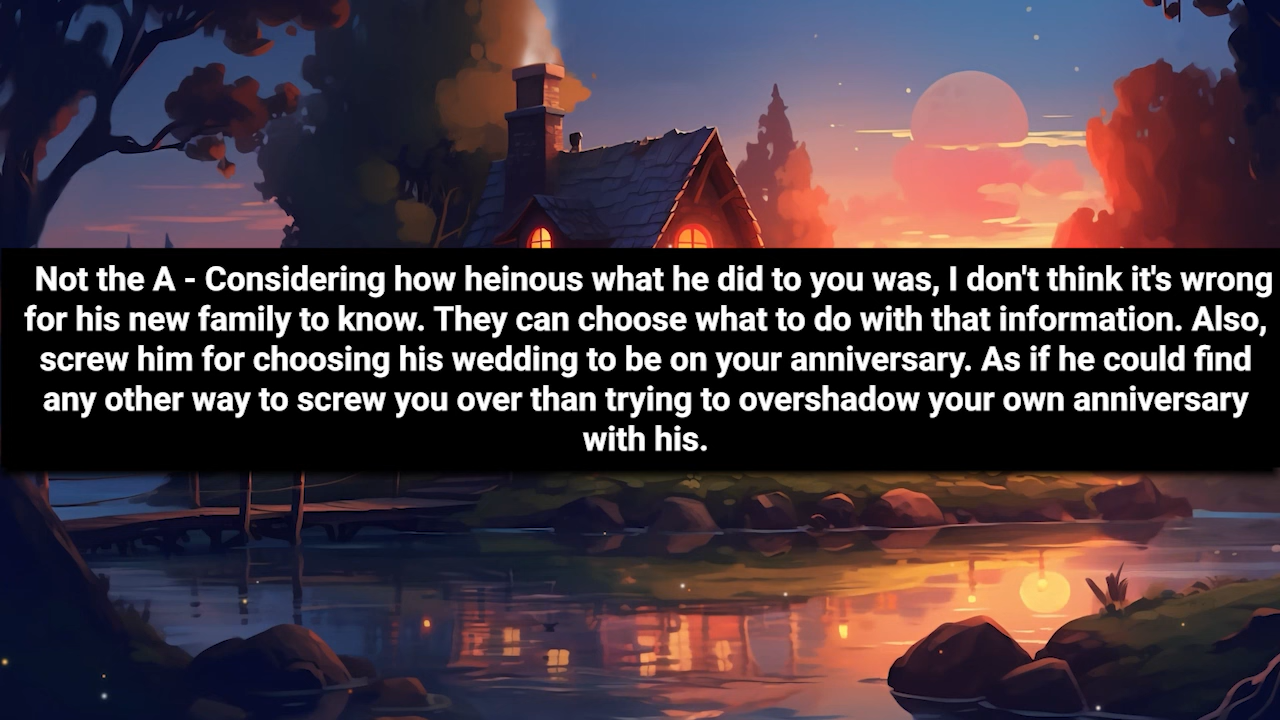 Not the A - Considering how heinous what he did to you was, I don't think it's wrong
for his new family to know. They can choose what to do with that information. Also,
screw him for choosing his wedding to be on your anniversary. As if he could find
any other way to screw you over than trying to overshadow your own anniversary
with his.